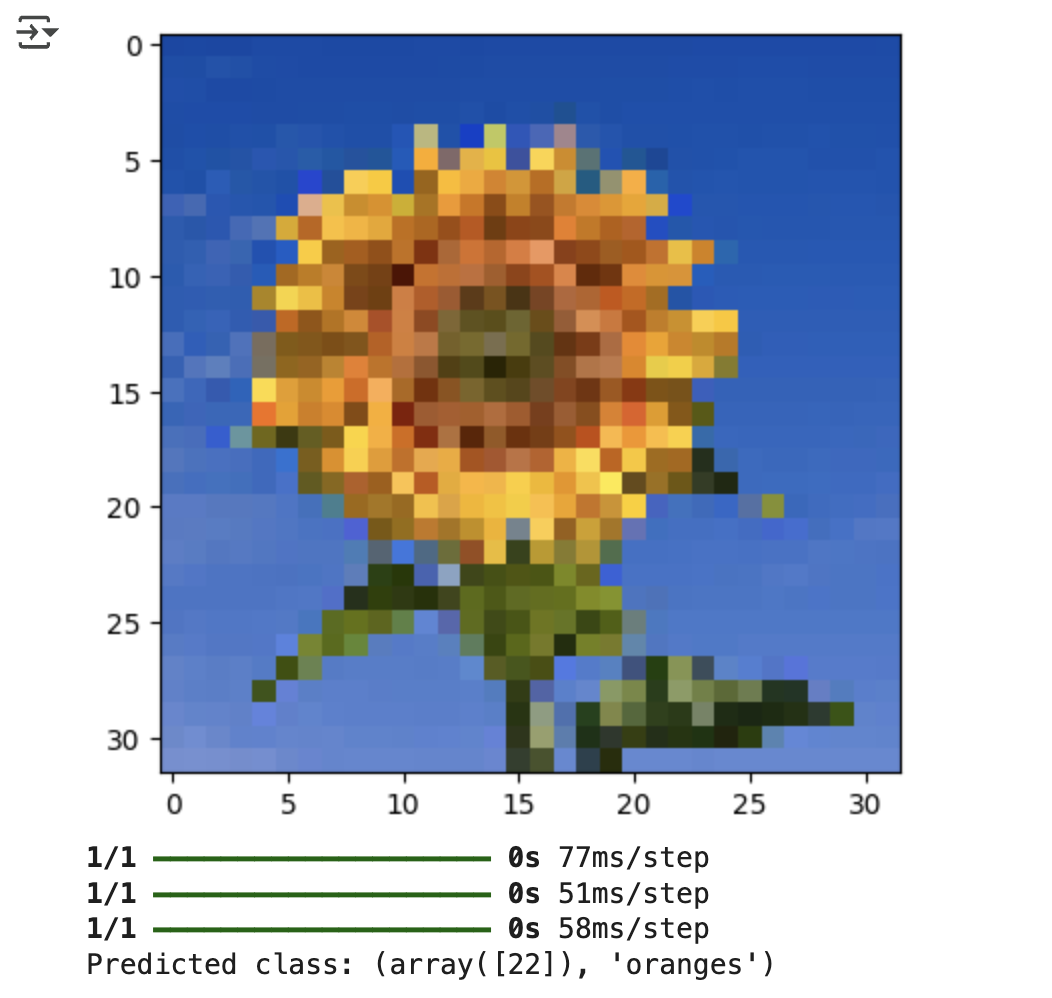 0
5
10
15
20
25
30
0 5 10 15 20 25 30
1/1 ━━━━━━━━━━━━━━━━━━━━ 0s 77ms/step
1/1 ━━━━━━━━━━━━━━━━━━━━ 0s 51ms/step
1/1 ━━━━━━━━━━━━━━━━━━━━ 0s 58ms/step
Predicted class: (array([22]), 'oranges')